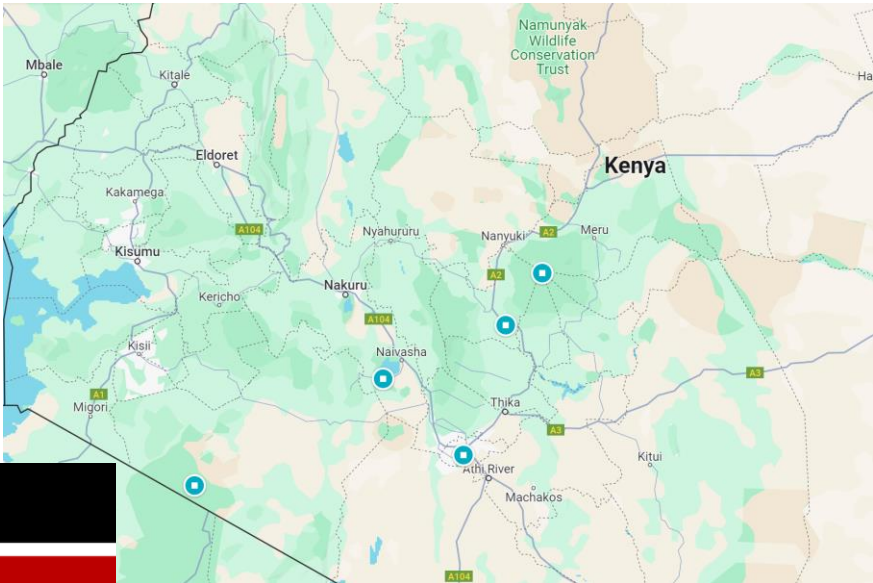 Namunyak
Wildlife
Conservation
Trust
Mbale
Kitale
Ha
Eldoret
Kenya
Kakamega
A104
Nyahururu
Nanyuki
A2
Meru
Kisumu
A2
Kericho
Nakuru
A104
Kisii
Naivasha
A3
A1
Migori
Thika
A3
Kitui
Athi River
Machakos
A104